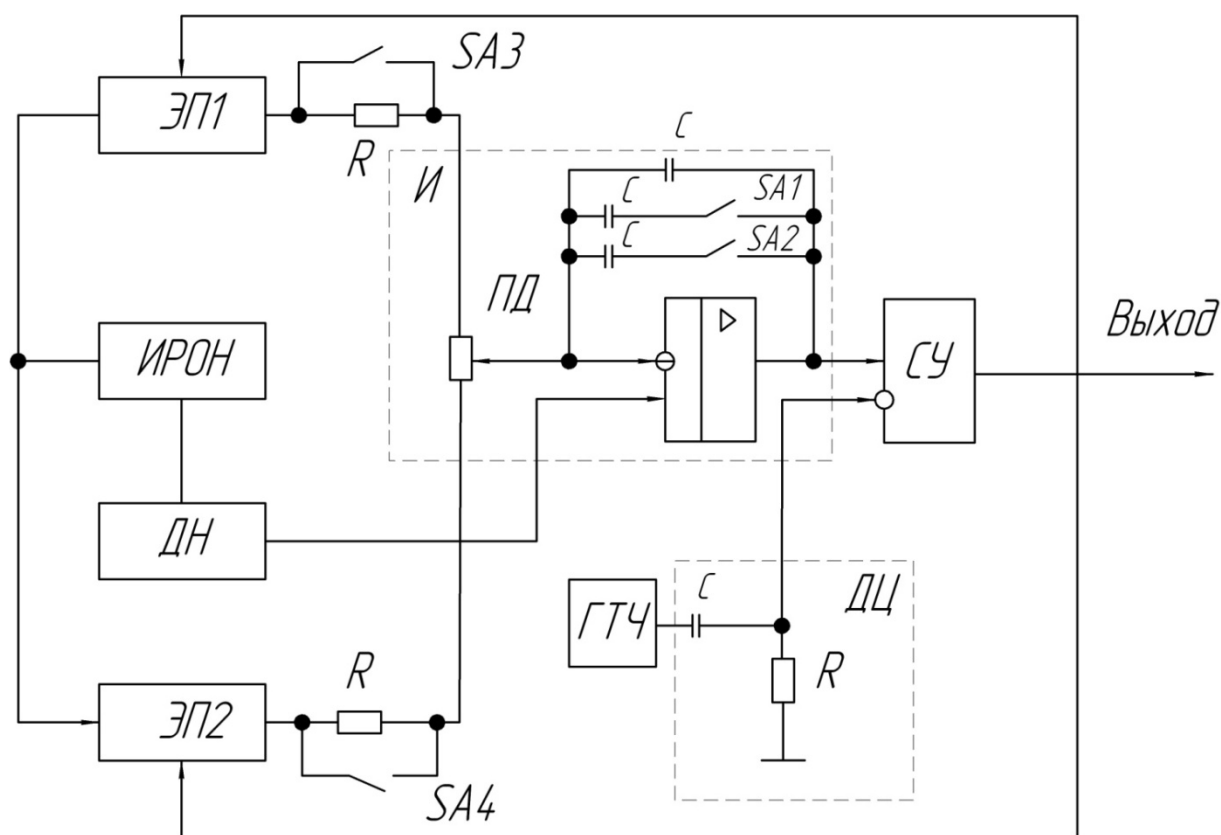 SA3
ЭП1
R
С
И
С
SA1
С
SA2
ПД
ИРОН
СУ
Выход
ДН
С
ДЦ
ГТЧ
R
R
ЭП2
SA4